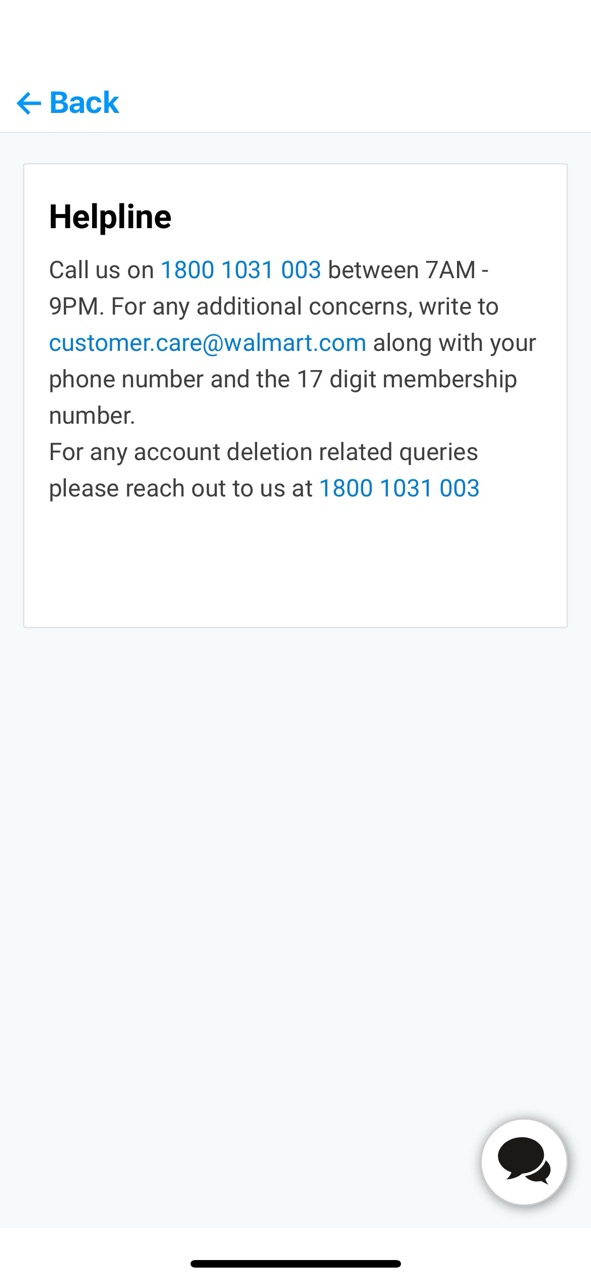 Back
Helpline
Call us on 1800 1031 003 between 7AM -
9PM. For any additional concerns, write to
customer.care@walmart.com along with your
phone number and the 17 digit membership
number.
For any account deletion related queries
please reach out to us at 1800 1031 003